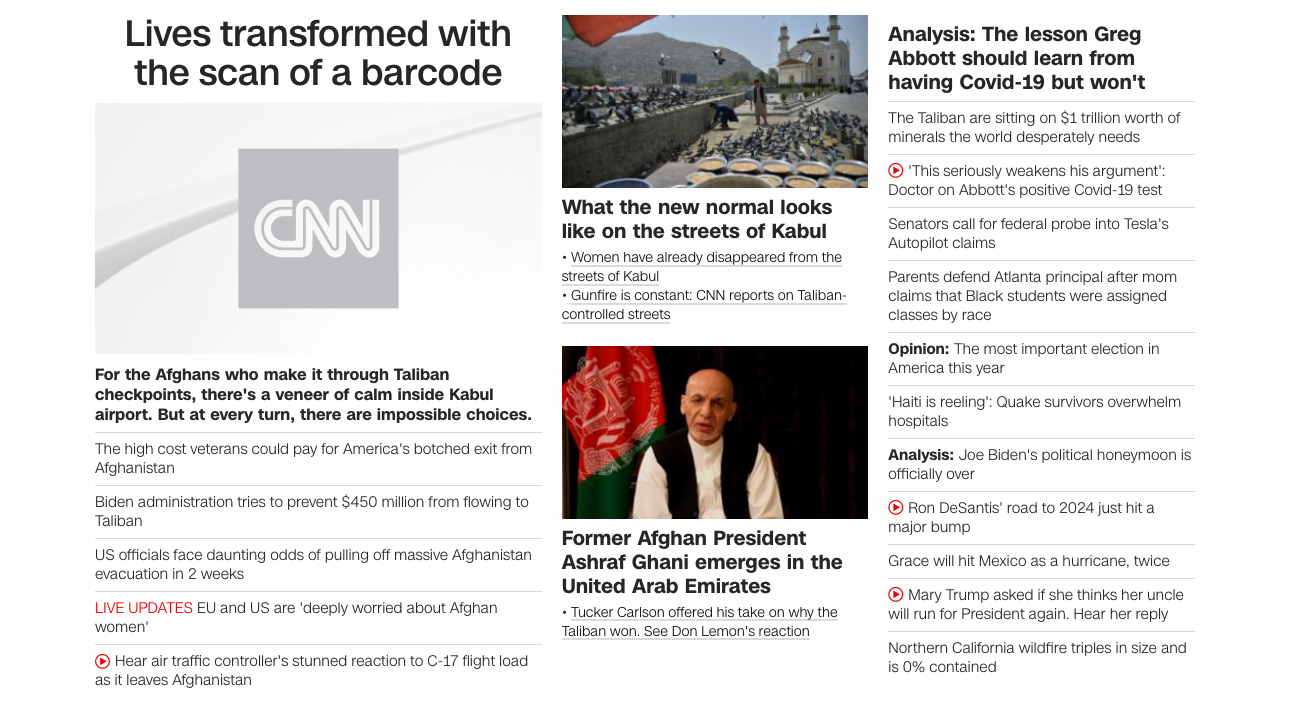 Lives transformed with
the scan of a barcode
CNN
For the Afghans who make it through Taliban
checkpoints, there's a veneer of calm inside Kabul
airport. But at every turn, there are impossible choices.
The high cost veterans could pay for America's botched exit from
Afghanistan
Biden administration tries to prevent $450 million from flowing to
Taliban
US officials face daunting odds of pulling off massive Afghanistan
evacuation in 2 weeks
LIVE UPDATES EU and US are 'deeply worried about Afghan
women'
Hear air traffic controller's stunned reaction to C-17 flight load
as it leaves Afghanistan
What the new normal looks
like on the streets of Kabul
• Women have already disappeared from the
streets of Kabul
• Gunfire is constant: CNN reports on Taliban-
controlled streets
Former Afghan President
Ashraf Ghani emerges in the
United Arab Emirates
• Tucker Carlson offered his take on why the
Taliban won. See Don Lemon's reaction
Analysis: The lesson Greg
Abbott should learn from
having Covid-19 but won't
The Taliban are sitting on $1 trillion worth of
minerals the world desperately needs
'This seriously weakens his argument':
Doctor on Abbott's positive Covid-19 test
Senators call for federal probe into Tesla's
Autopilot claims
Parents defend Atlanta principal after mom
claims that Black students were assigned
classes by race
Opinion: The most important election in
America this year
'Haiti is reeling': Quake survivors overwhelm
hospitals
Analysis: Joe Biden's political honeymoon is
officially over
Ron DeSantis' road to 2024 just hit a
major bump
Grace will hit Mexico as a hurricane, twice
Mary Trump asked if she thinks her uncle
will run for President again. Hear her reply
Northern California wildfire triples in size and
is 0% contained